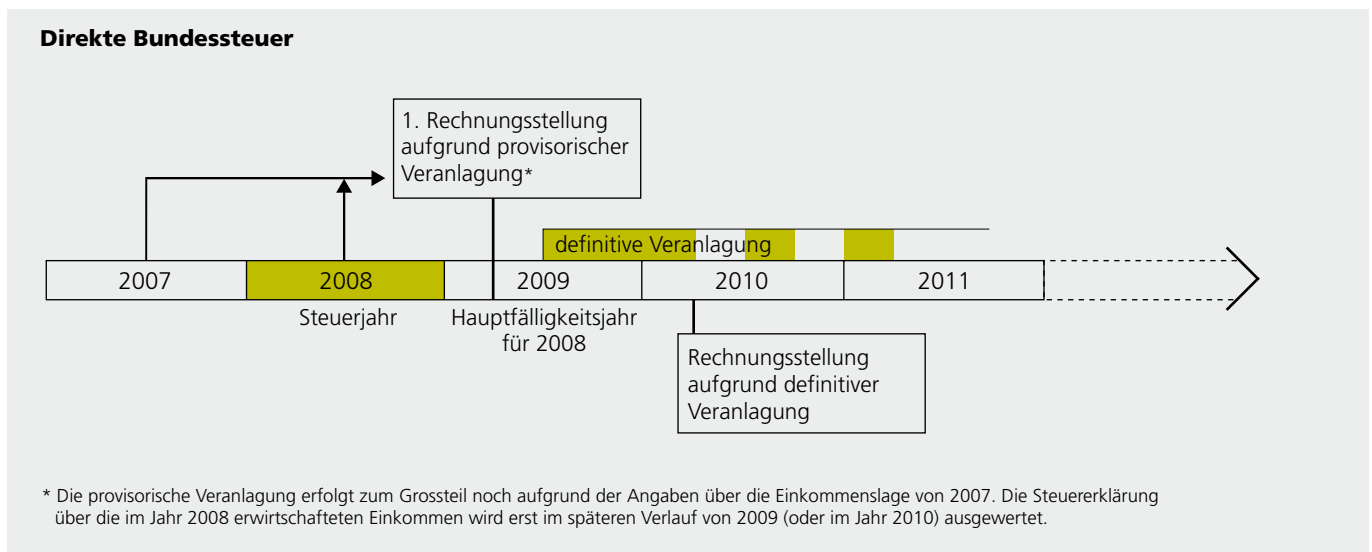 Direkte Bundessteuer
1. Rechnungsstellung
aufgrund provisorischer
Veranlagung*
definitive Veranlagung
2007
2008
2009
2010
2011
Steuerjahr
Hauptfälligkeitsjahr
für 2008
Rechnungsstellung
aufgrund definitiver
Veranlagung
* Die provisorische Veranlagung erfolgt zum Grossteil noch aufgrund der Angaben über die Einkommenslage von 2007. Die Steuererklärung
über die im Jahr 2008 erwirtschafteten Einkommen wird erst im späteren Verlauf von 2009 (oder im Jahr 2010) ausgewertet.